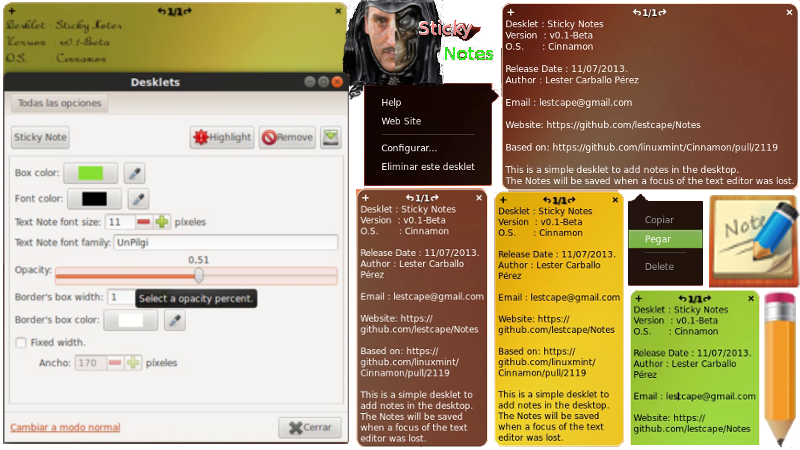 1/1
Desklet : Sticky Notes
Version : v0.1-Beta
O.S. : Cinnamon
Desklets
Todas las opciones
Sticky Note
Highlight
Remove
Box color:
Font color:
Text Note font size: 11 píxeles
Text Note font family: UnPilgi
0,51
Opacity:
Select a opacity percent.
Border's box width: 1
Border's box color:
Fixed width.
Ancho: 170 píxeles
Cambiar a modo normal
Cerrar
Sticky
Notes
Help
Web Site
Configurar...
Eliminar este desklet
1/1
Desklet : Sticky Notes
Version : v0.1-Beta
O.S. : Cinnamon
Release Date : 11/07/2013.
Author : Lester Carballo
Email : lestcape@gmail.com
Website: https://github.com/lestcape/Notes
Based on: https://github.com/linuxmint/Cinnamon/pull/2119
This is a simple desklet to add notes in the desktop.
The Notes will be saved when a focus of the text editor was lost.
1/1
Desklet : Sticky Notes
Version : v0.1-Beta
O.S. : Cinnamon
Release Date : 11/07/2013.
Author : Lester Carballo
Pérez
Email : lestcape@gmail.com
Website: https://
github.com/lestcape/Notes
Based on: https://
github.com/linuxmint/
Cinnamon/pull/2119
This is a simple desklet to
add notes in the desktop.
The Notes will be saved
when a focus of the text
editor was lost.
1/1
Desklet : Sticky Notes
Version : v0.1-Beta
O.S. : Cinnamon
Release Date : 11/07/2013.
Author : Lester Carballo
Pérez
Email : lestcape@gmail.com
Website: https://
github.com/lestcape/Notes
Based on: https://
github.com/linuxmint/
Cinnamon/pull/2119
This is a simple desklet to
add notes in the desktop.
The Notes will be saved
when a focus of the text
editor was lost.
Copiar
Pegar
Delete
Note
1/1
Desklet : Sticky Notes
Version : v0.1-Beta
O.S. : Cinnamon
Release Date : 11/07/2013.
Author : Lester Carballo
Pérez
Email : lestcape@gmail.com
Website: https://
github.com/lestcape/Notes